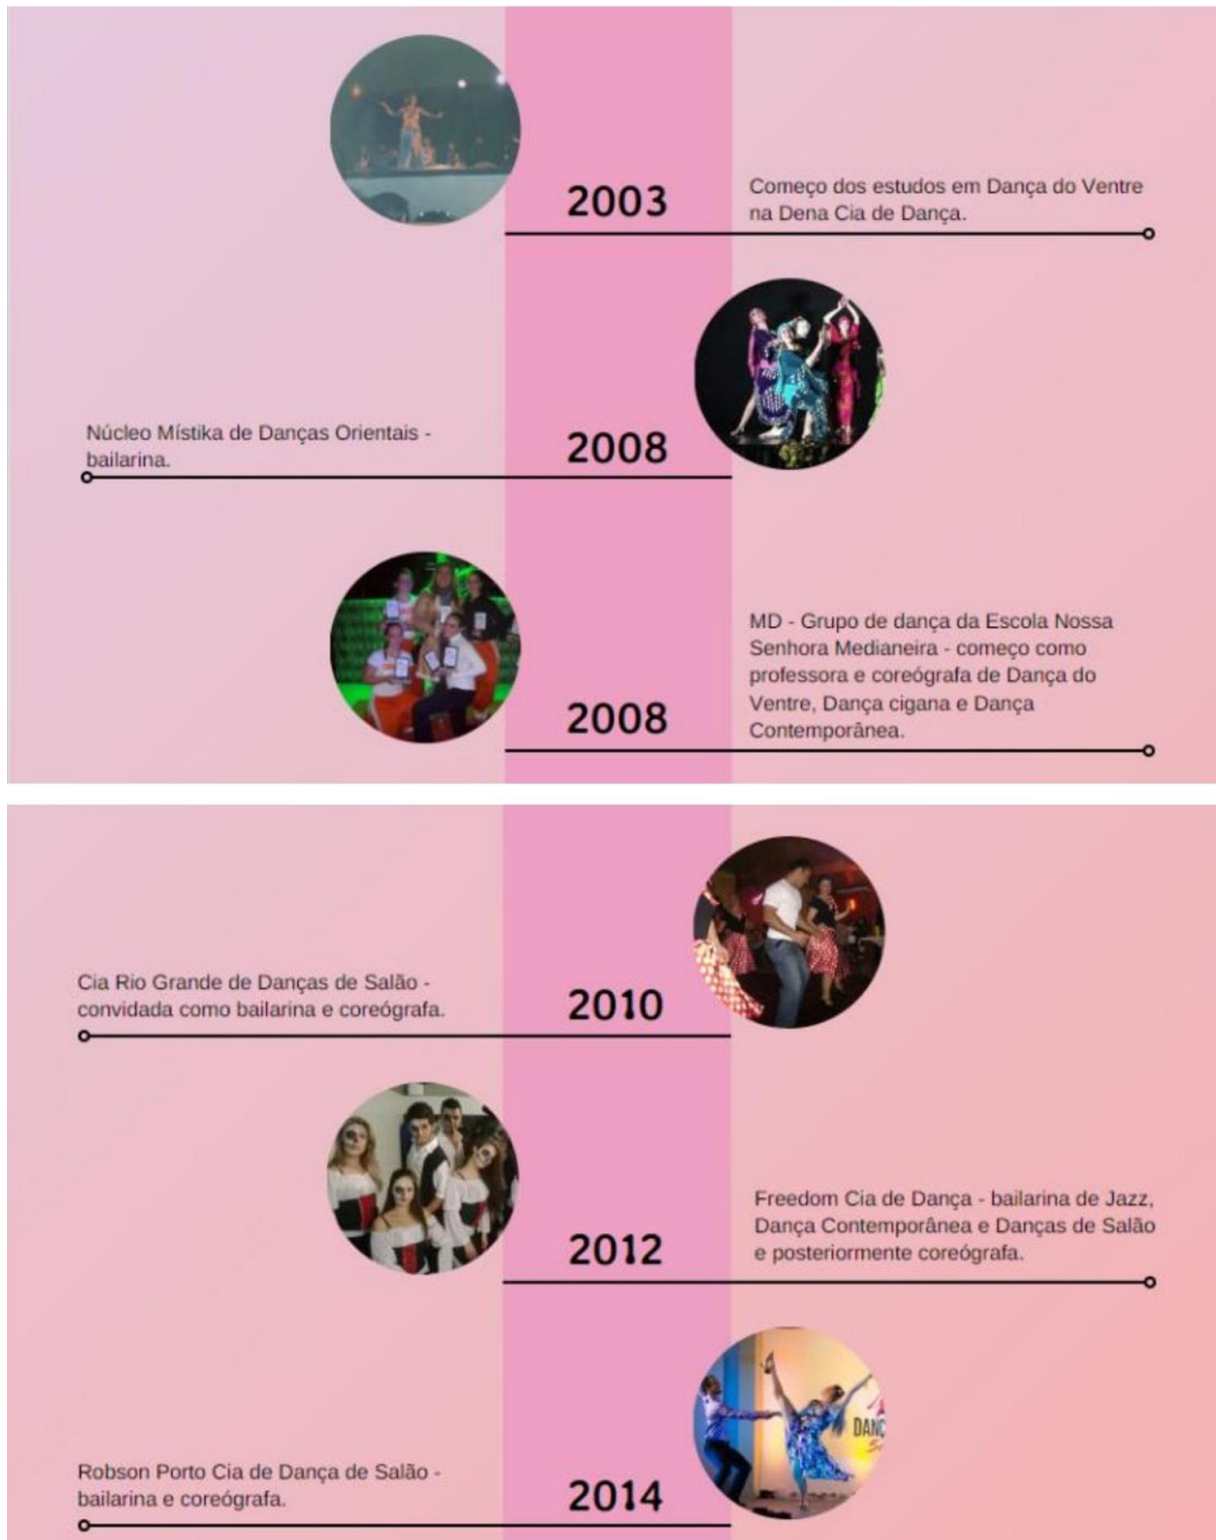 2003
Começo dos estudos em Dança do Ventre
na Dena Cia de Dança.
Núcleo Místika de Danças Orientais -
bailarina.
2008
2008
MD - Grupo de dança da Escola Nossa
Senhora Medianeira - começo como
professora e coreógrafa de Dança do
Ventre, Dança cigana e Dança
Contemporânea.
Cia Rio Grande de Danças de Salão -
convidada como bailarina e coreógrafa.
2010
2012
Freedom Cia de Dança - bailarina de Jazz,
Dança Contemporânea e Danças de Salão
e posteriormente coreógrafa.
Robson Porto Cia de Dança de Salão -
bailarina e coreógrafa.
2014